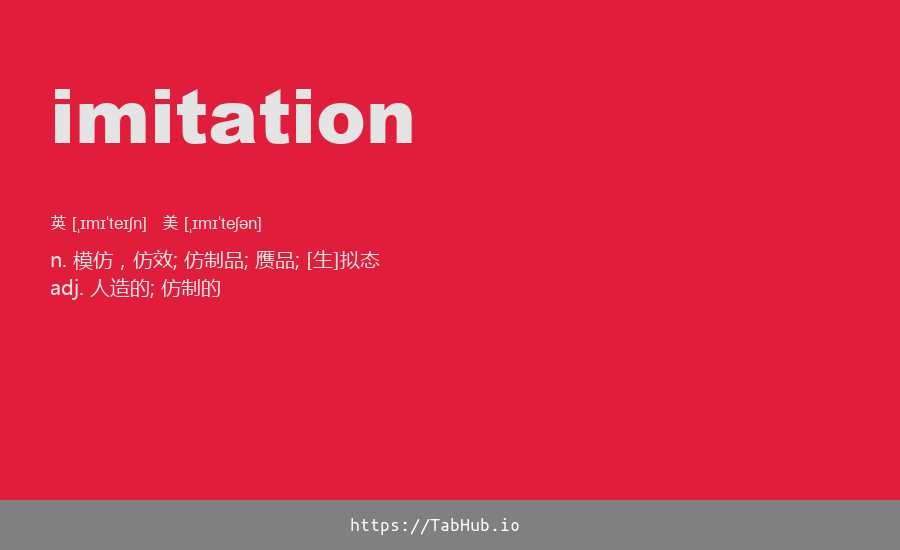 imitation
英 [ˌɪmɪˈteɪʃn] 美 [ˌɪmɪˈteʃən]
n. 模仿，仿效; 仿制品; 赝品; [生]拟态
adj. 人造的; 仿制的
https://TabHub.io